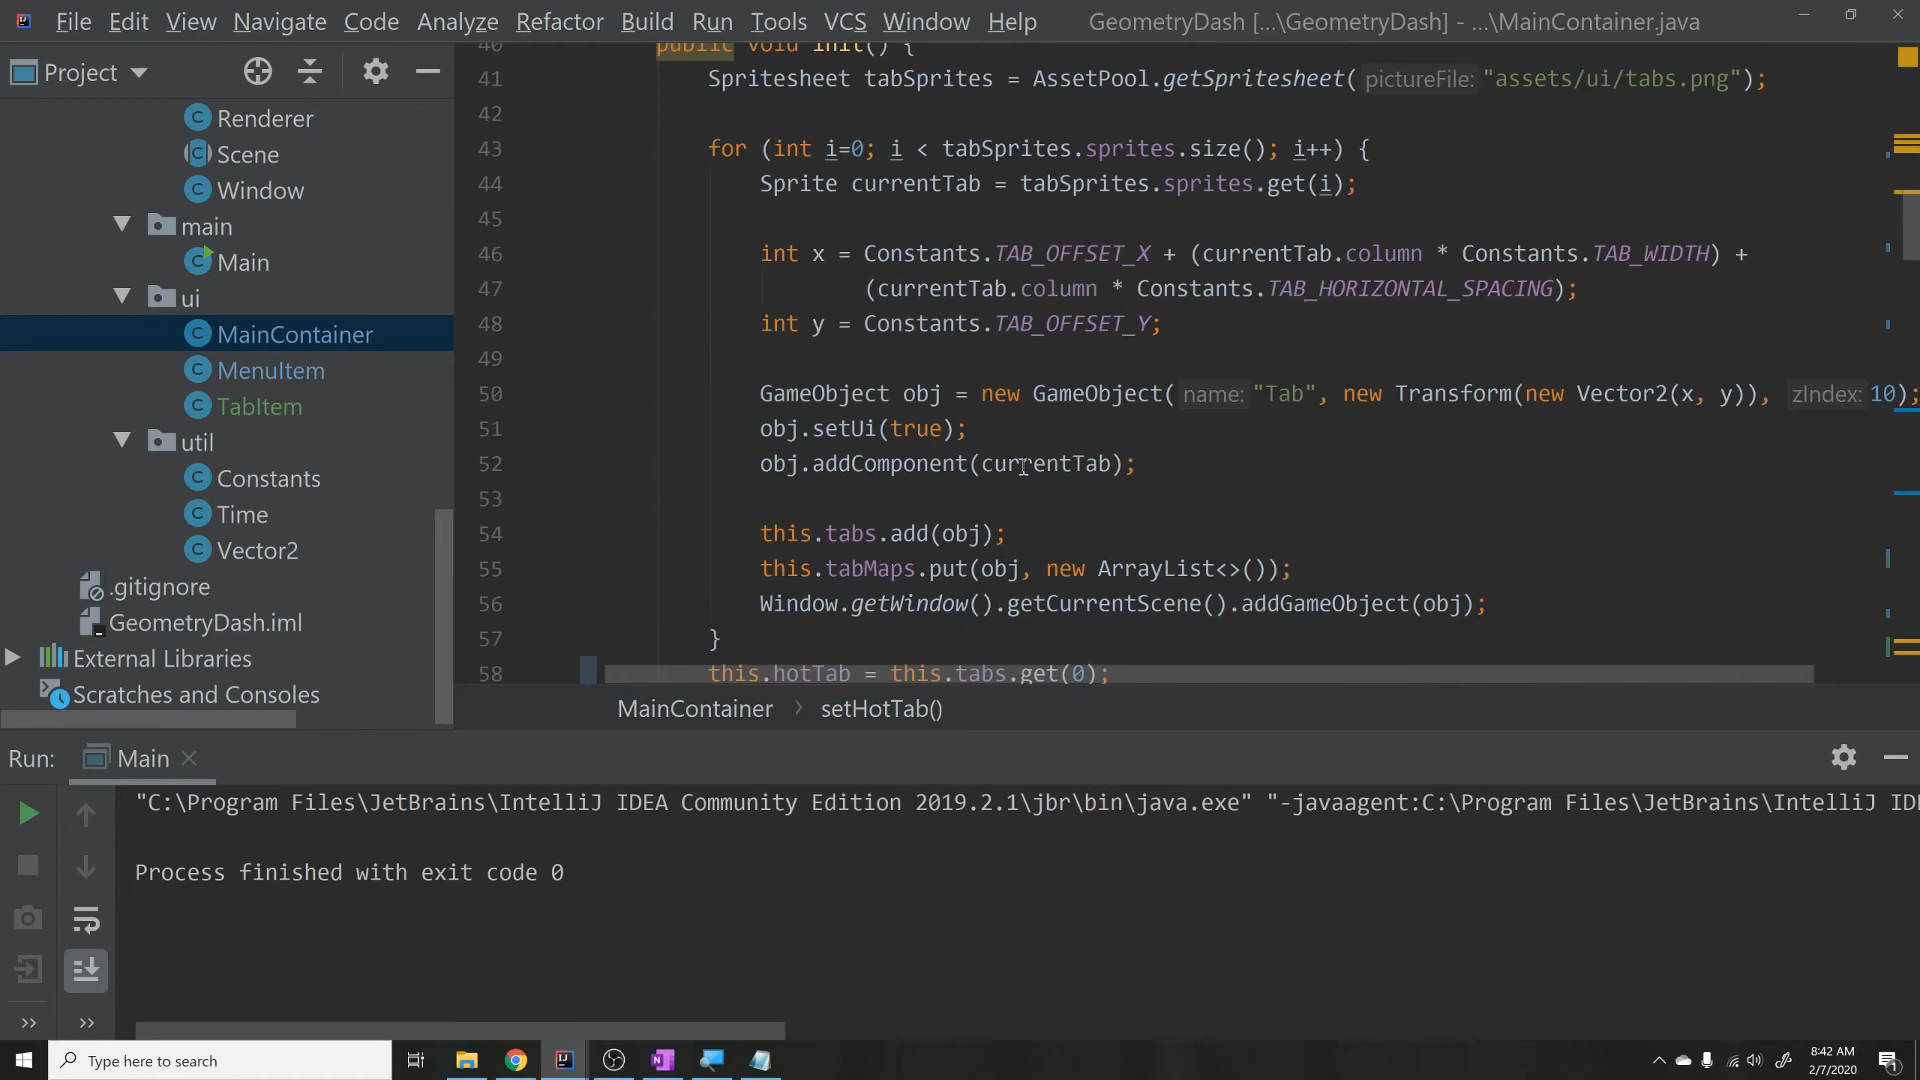 File Edit View Navigate Code Analyze Refactor Build Run Tools VCS Window Help GeometryDash [...\GeometryDash] - ...\MainContainer.java
Project
Renderer
Scene
Window
main
Main
ui
MainContainer
MenuItem
TabItem
util
Constants
Time
Vector2
.gitignore
GeometryDash.iml
External Libraries
Scratches and Consoles
40 public void init() {
41 Spritesheet tabSprites = AssetPool.getSpritesheet( pictureFile: "assets/ui/tabs.png");
42
43 for (int i=0; i < tabSprites.sprites.size(); i++) {
44 Sprite currentTab = tabSprites.sprites.get(i);
45
46 int x = Constants.TAB_OFFSET_X + (currentTab.column * Constants.TAB_WIDTH) +
47 (currentTab.column * Constants.TAB_HORIZONTAL_SPACING);
48 int y = Constants.TAB_OFFSET_Y;
49
50 GameObject obj = new GameObject( name: "Tab", new Transform(new Vector2(x, y)), zIndex: 10);
51 obj.setUi(true);
52 obj.addComponent(currentTab);
53
54 this.tabs.add(obj);
55 this.tabMaps.put(obj, new ArrayList<>());
56 Window.getWindow().getCurrentScene().addGameObject(obj);
57 }
58 this.hotTab = this.tabs.get(0);
MainContainer > setHotTab()
Run: Main
"C:\Program Files\JetBrains\IntelliJ IDEA Community Edition 2019.2.1\jbr\bin\java.exe" "-javaagent:C:\Program Files\JetBrains\IntelliJ ID
Process finished with exit code 0
Type here to search
8:42 AM
2/7/2020
1